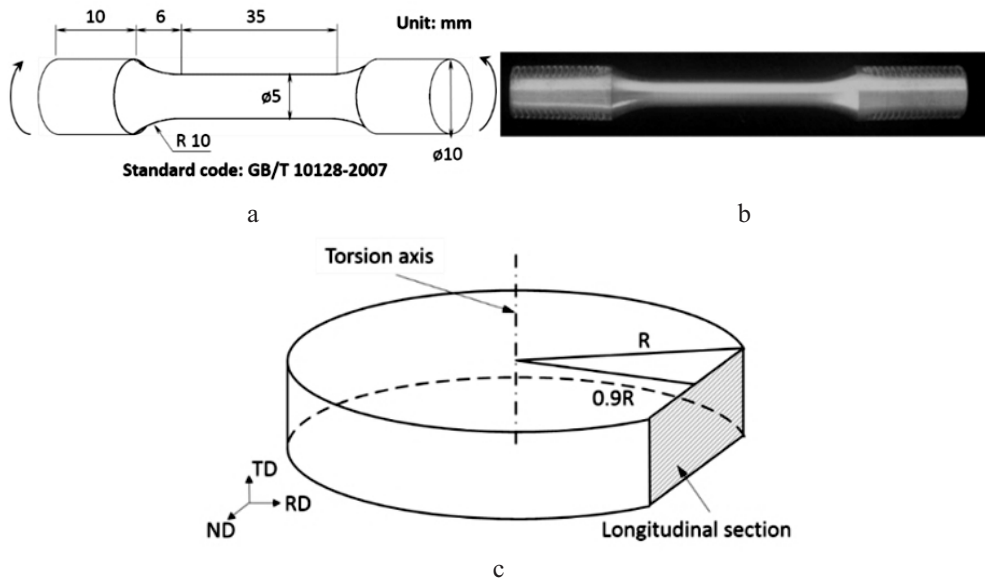 10
6
35
Unit: mm
ø5
R 10
ø10
Standard code: GB/T 10128-2007
a
b
Torsion axis
R
0.9R
TD
RD
ND
Longitudinal section
c